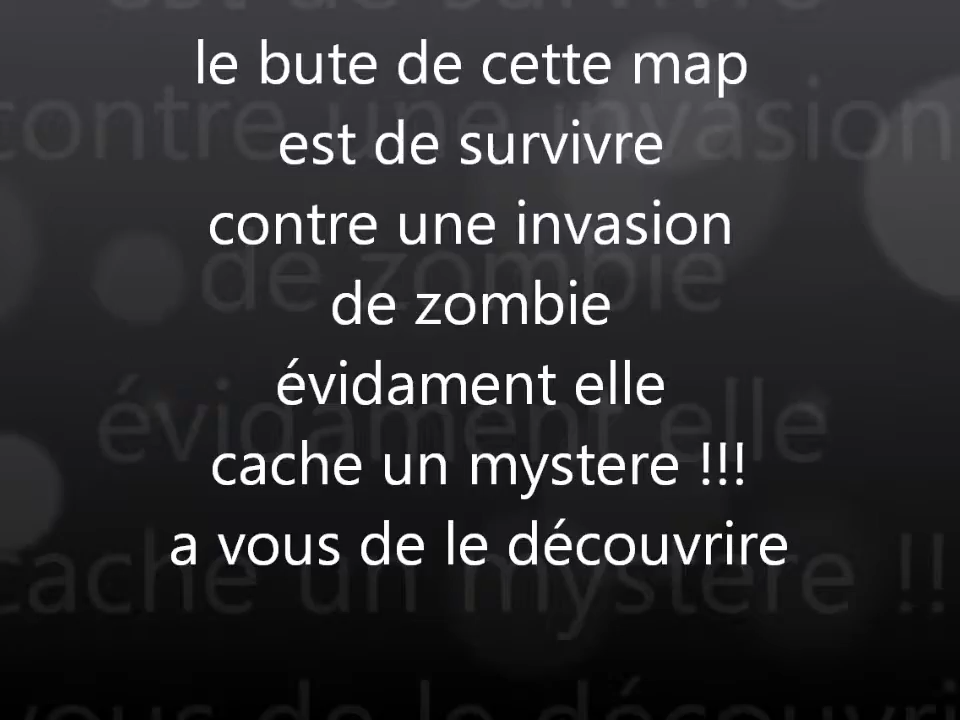 le bute de cette map
est de survivre
contre une invasion
de zombie
évidament elle
cache un mystere !!!
a vous de le découvrire